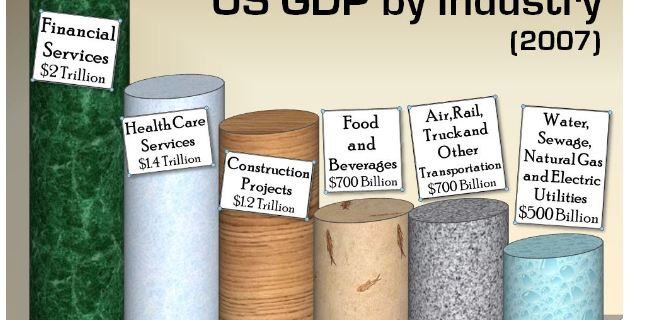 US GDP by Industry
(2007)
Financial
Services
$2 Trillion
Health Care
Services
$1.4 Trillion
Construction
Projects
$1.2 Trillion
Food
and
Beverages
$700 Billion
Air, Rail,
Truck and
Other
Transportation
$700 Billion
Water,
Sewage,
Natural Gas
and Electric
Utilities
$500 Billion